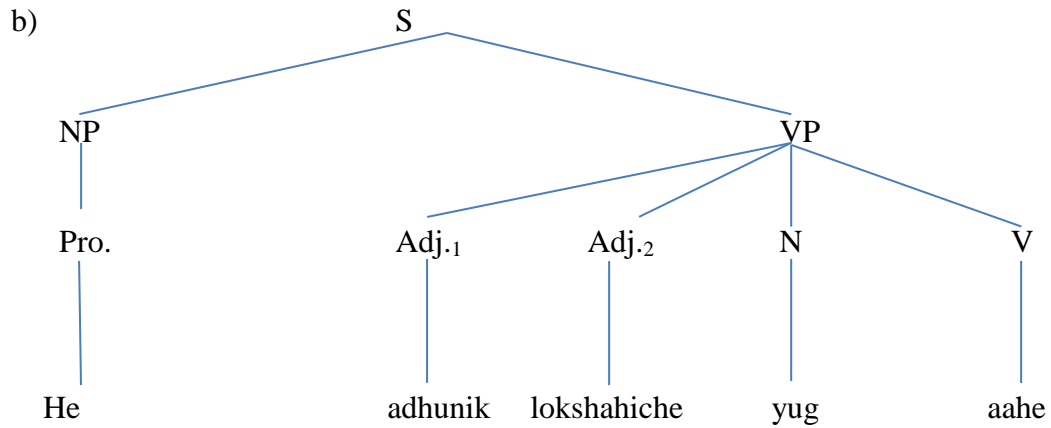 b) S
NP VP
Pro. Adj.₁ Adj.₂ N V
He adhunik lokshahiche yug aahe